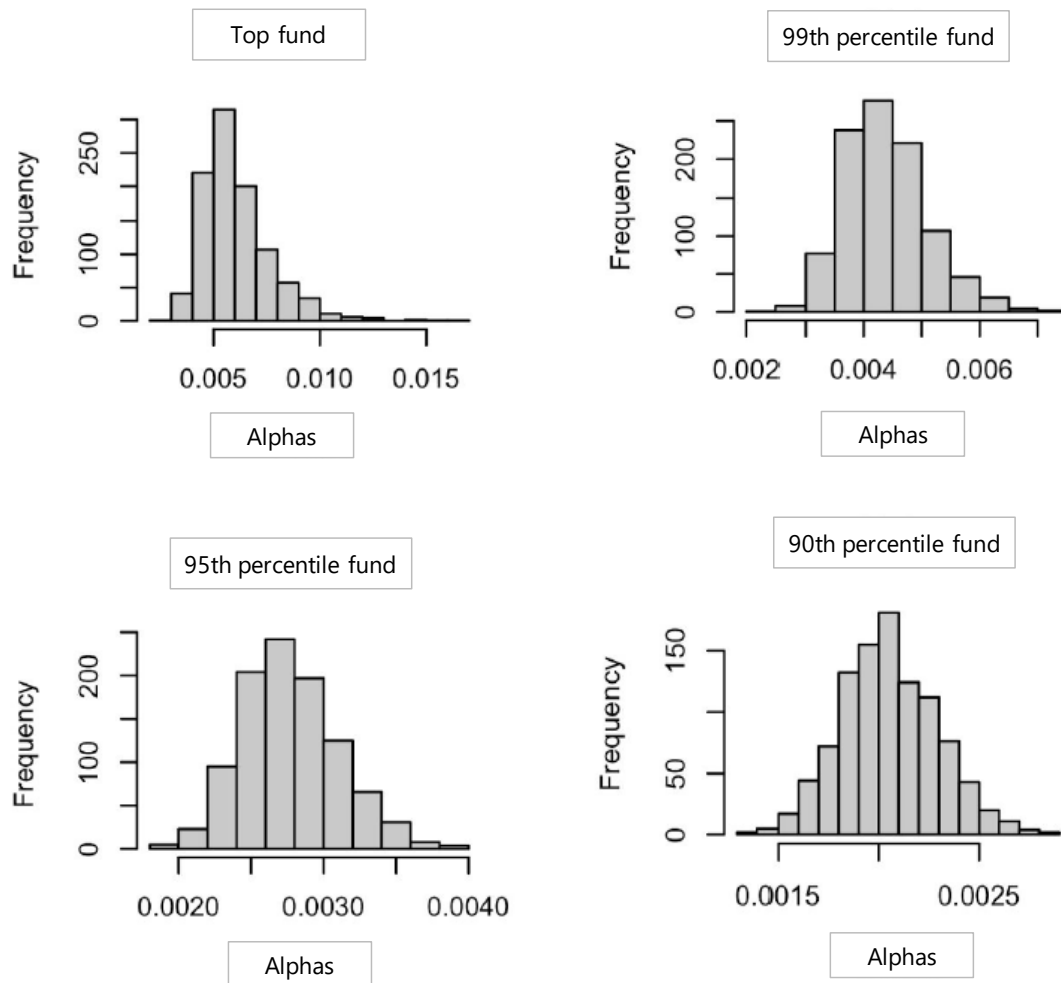 Top fund
Frequency
0
100
250
0.005
0.010
0.015
Alphas
99th percentile fund
Frequency
0
100
200
0.002
0.004
0.006
Alphas
95th percentile fund
Frequency
0
100
200
0.0020
0.0030
0.0040
Alphas
90th percentile fund
Frequency
0
50
150
0.0015
0.0025
Alphas